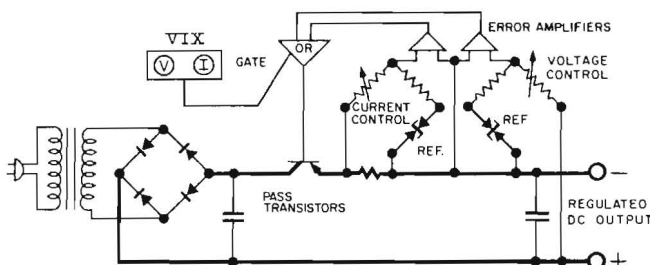 VIX
V I
GATE
OR
ERROR AMPLIFIERS
VOLTAGE
CONTROL
CURRENT
CONTROL
REF.
REF
PASS
TRANSISTORS
−
REGULATED
DC OUTPUT
+